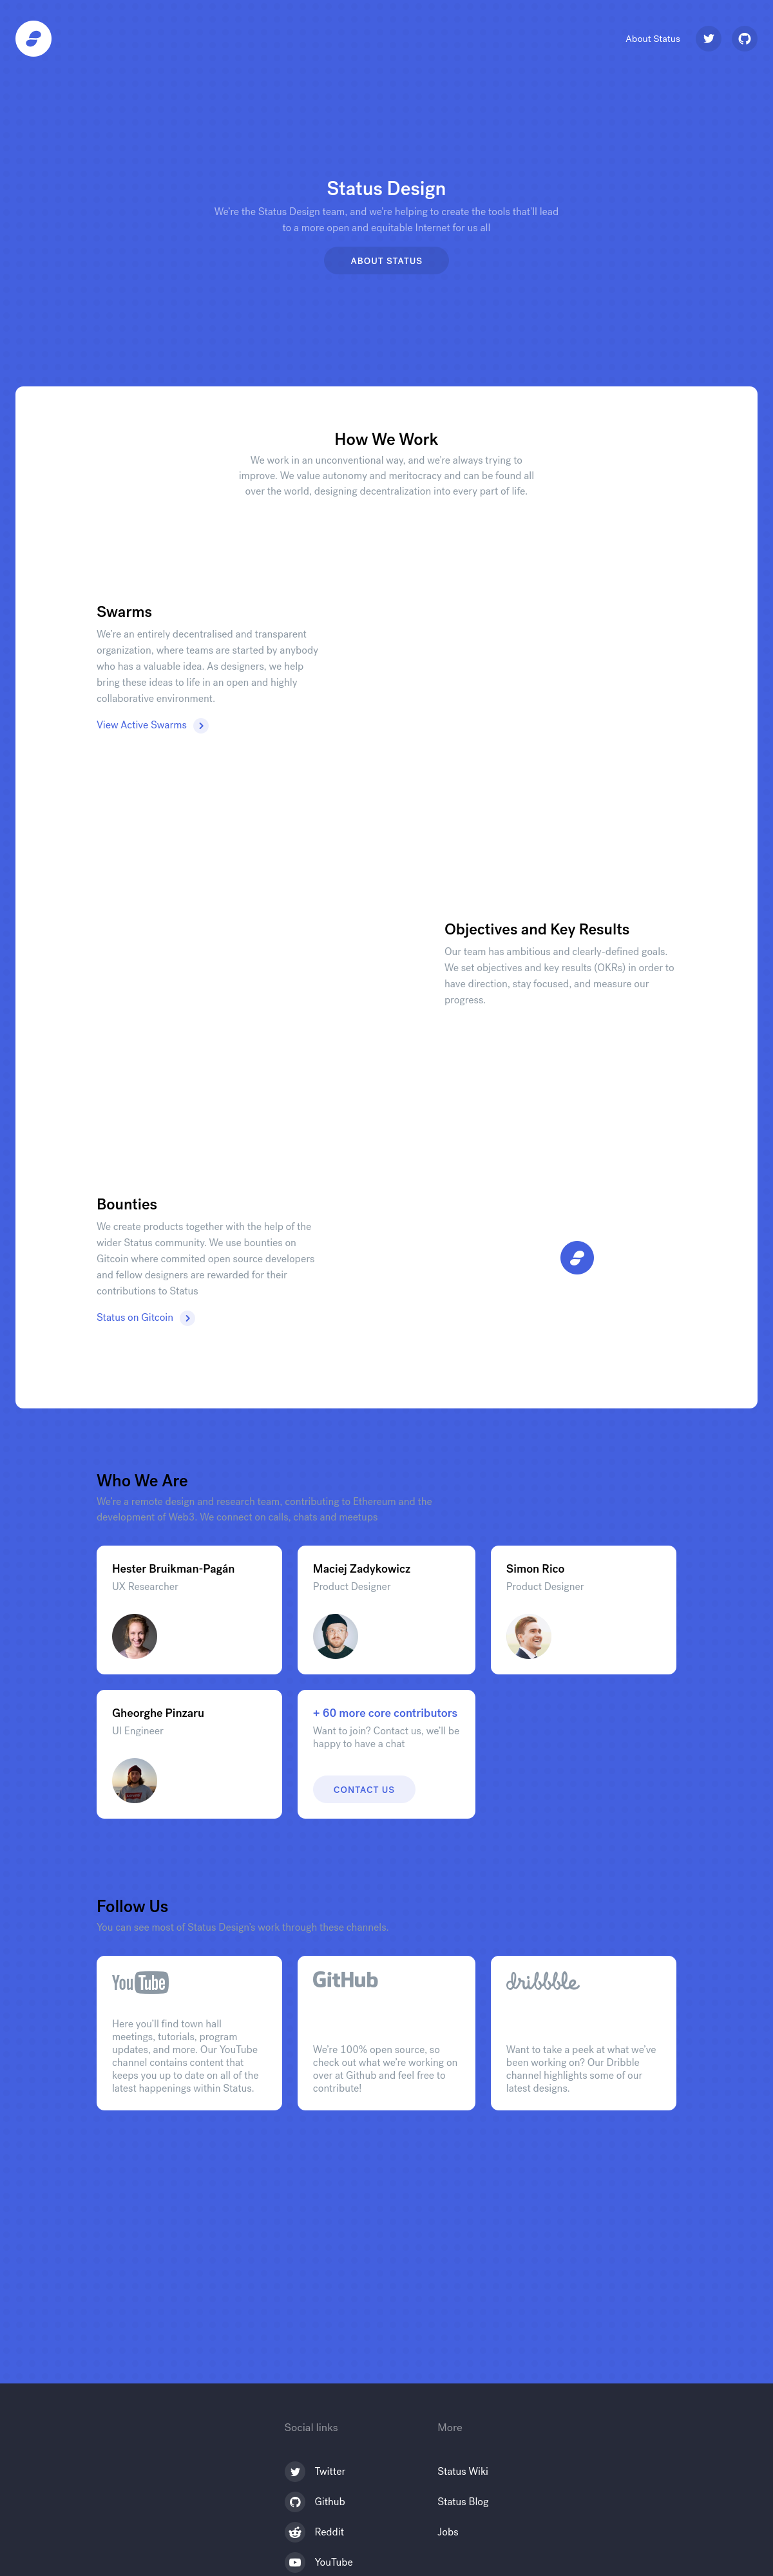 About Status
Status Design
We're the Status Design team, and we're helping to create the tools that'll lead
to a more open and equitable Internet for us all
ABOUT STATUS
How We Work
We work in an unconventional way, and we're always trying to
improve. We value autonomy and meritocracy and can be found all
over the world, designing decentralization into every part of life.
Swarms
We're an entirely decentralised and transparent
organization, where teams are started by anybody
who has a valuable idea. As designers, we help
bring these ideas to life in an open and highly
collaborative environment.
View Active Swarms
Objectives and Key Results
Our team has ambitious and clearly-defined goals.
We set objectives and key results (OKRs) in order to
have direction, stay focused, and measure our
progress.
Bounties
We create products together with the help of the
wider Status community. We use bounties on
Gitcoin where commited open source developers
and fellow designers are rewarded for their
contributions to Status
Status on Gitcoin
Who We Are
We're a remote design and research team, contributing to Ethereum and the
development of Web3. We connect on calls, chats and meetups
Hester Bruikman-Pagán
UX Researcher
Maciej Zadykowicz
Product Designer
Simon Rico
Product Designer
Gheorghe Pinzaru
UI Engineer
+ 60 more core contributors
Want to join? Contact us, we'll be
happy to have a chat
CONTACT US
Follow Us
You can see most of Status Design's work through these channels.
YouTube
Here you'll find town hall
meetings, tutorials, program
updates, and more. Our YouTube
channel contains content that
keeps you up to date on all of the
latest happenings within Status.
GitHub
We're 100% open source, so
check out what we're working on
over at Github and feel free to
contribute!
dribbble
Want to take a peek at what we've
been working on? Our Dribble
channel highlights some of our
latest designs.
Social links
Twitter
Github
Reddit
YouTube
More
Status Wiki
Status Blog
Jobs